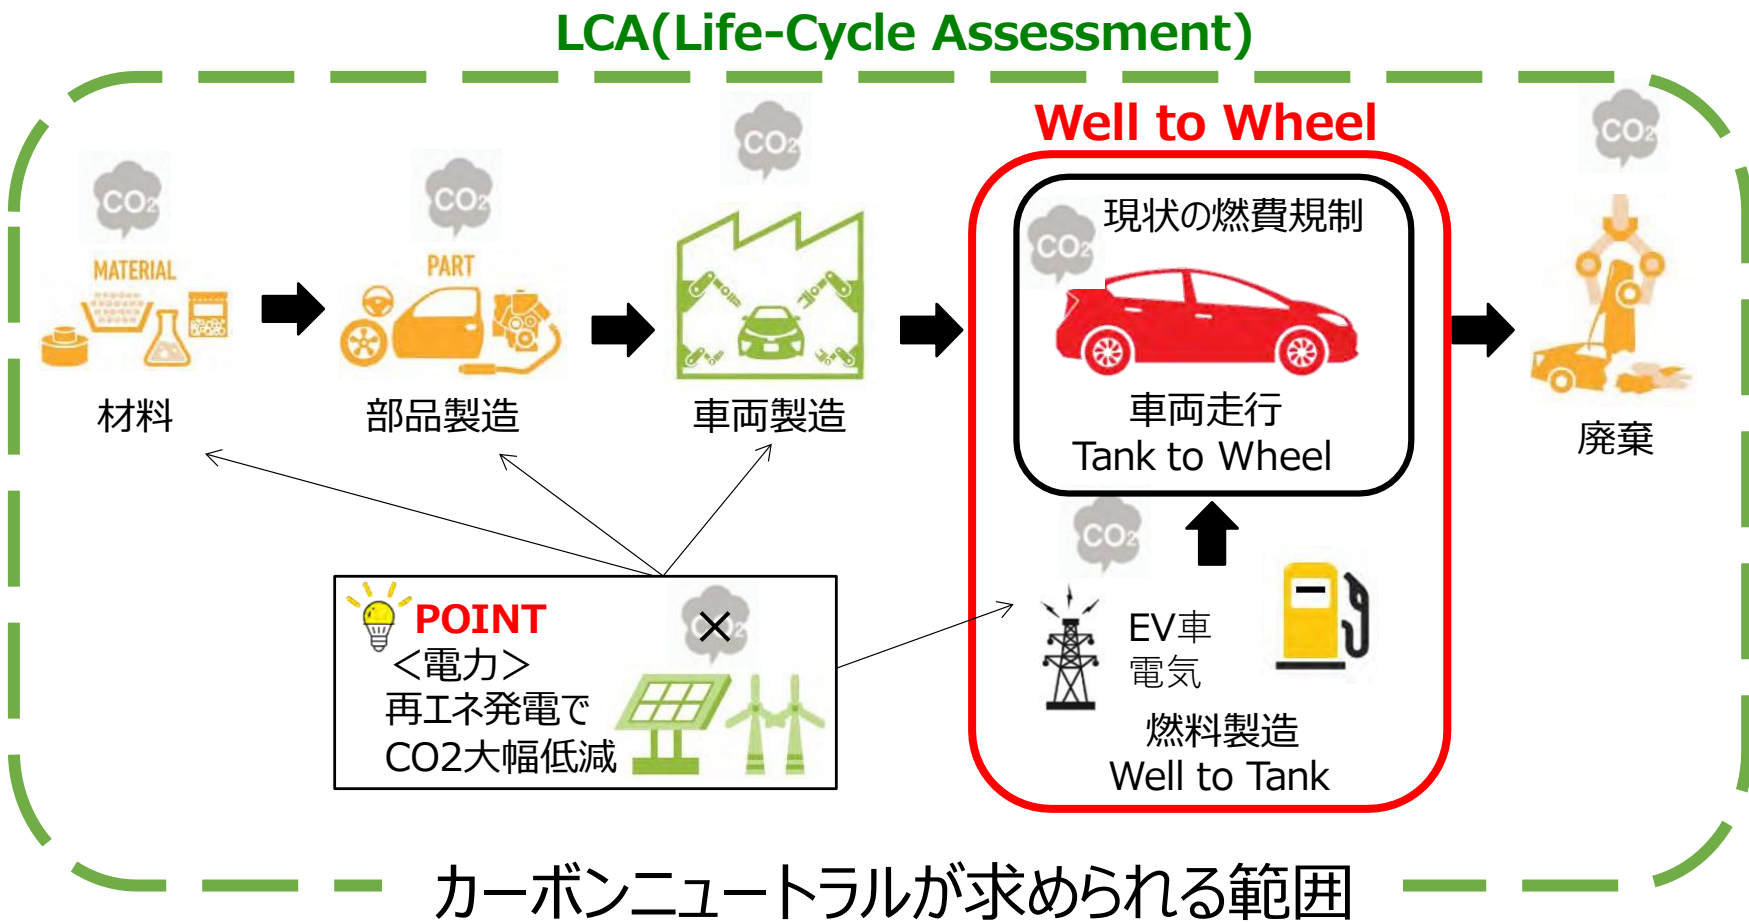 LCA(Life-Cycle Assessment)
CO2
MATERIAL
材料
CO2
PART
部品製造
CO2
車両製造
Well to Wheel
CO2
現状の燃費規制
車両走行
Tank to Wheel
CO2
廃棄
CO2
EV車
電気
燃料製造
Well to Tank
POINT
CO2
<電力>
再エネ発電で
CO2大幅低減
カーボンニュートラルが求められる範囲